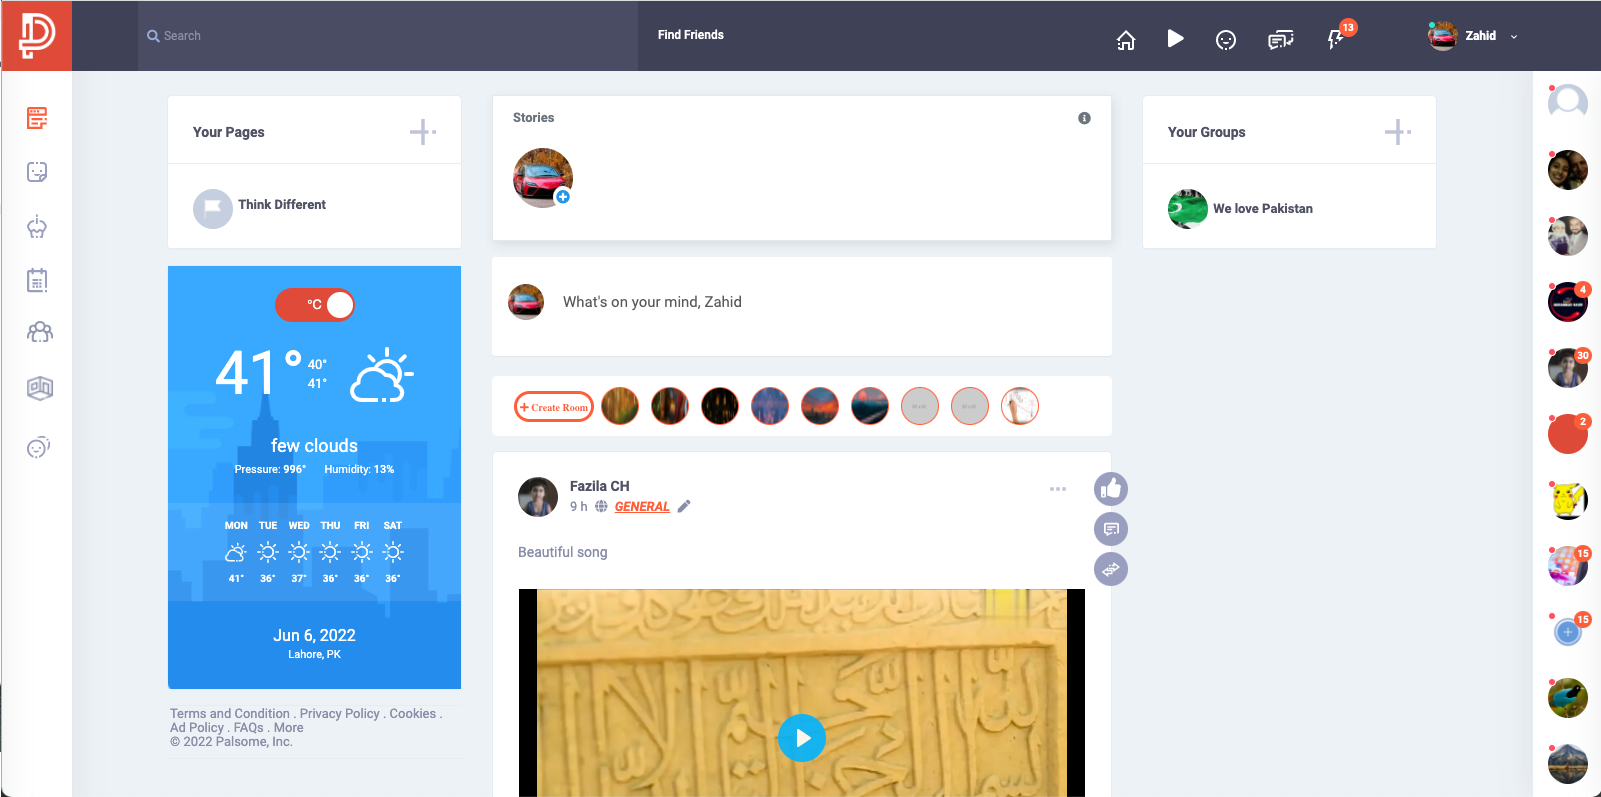 Search
Find Friends
13
Zahid
Your Pages
Think Different
Stories
Your Groups
We love Pakistan
°C
41°
40°
41°
few clouds
Pressure: 996° Humidity: 13%
MON TUE WED THU FRI SAT
41° 36° 37° 36° 36° 36°
Jun 6, 2022
Lahore, PK
Terms and Condition . Privacy Policy . Cookies .
Ad Policy . FAQs . More
© 2022 Palsome, Inc.
What's on your mind, Zahid
+ Create Room
Fazila CH
9 h GENERAL
Beautiful song
4
30
2
15
15